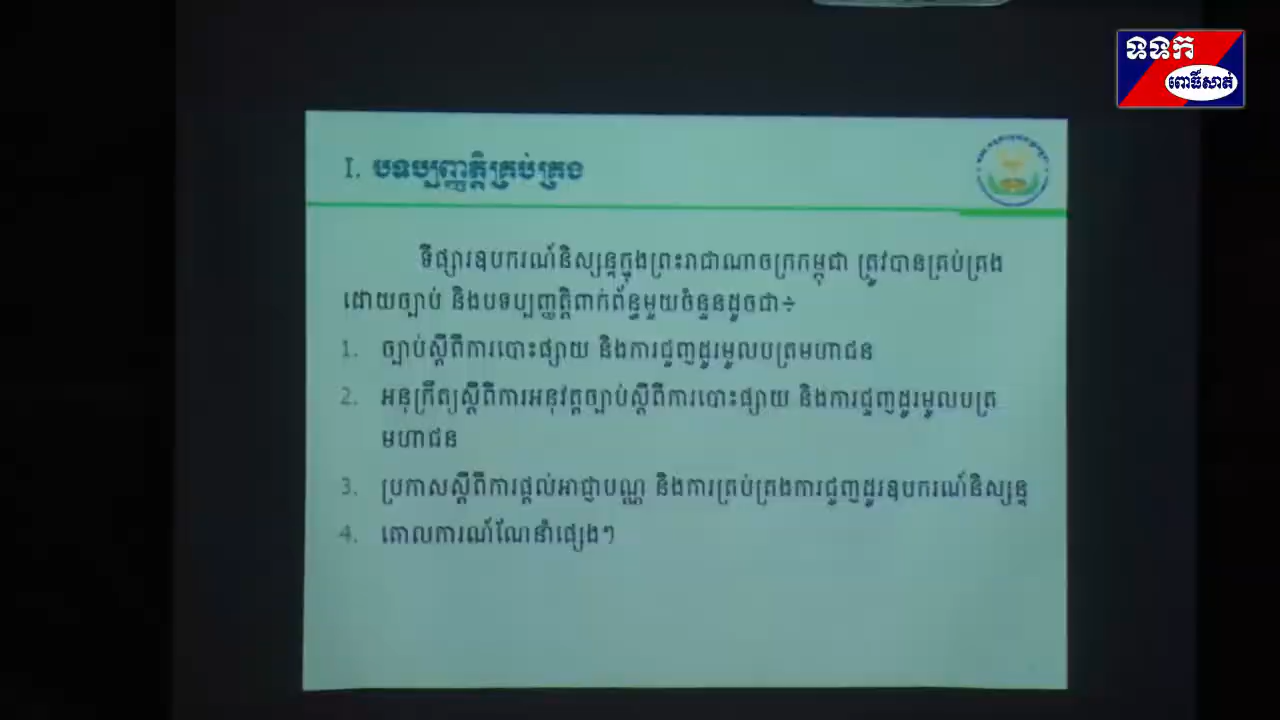 ទទក
ពោធិ៍សាត់
I. បទប្បញ្ញត្តិគ្រប់គ្រង
ទីផ្សារឧបករណ៍និស្សន្ទក្នុងព្រះរាជាណាចក្រកម្ពុជា ត្រូវបានគ្រប់គ្រង
ដោយច្បាប់ និងបទប្បញ្ញត្តិពាក់ព័ន្ធមួយចំនួនដូចជា៖
1. ច្បាប់ស្តីពីការបោះផ្សាយ និងការជួញដូរមូលបត្រមហាជន
2. អនុក្រឹត្យស្តីពីការអនុវត្តច្បាប់ស្តីពីការបោះផ្សាយ និងការជួញដូរមូលបត្រ
មហាជន
3. ប្រកាសស្តីពីការផ្តល់អាជ្ញាបណ្ណ និងការគ្រប់គ្រងការជួញដូរឧបករណ៍និស្សន្ទ
4. គោលការណ៍ណែនាំផ្សេងៗ